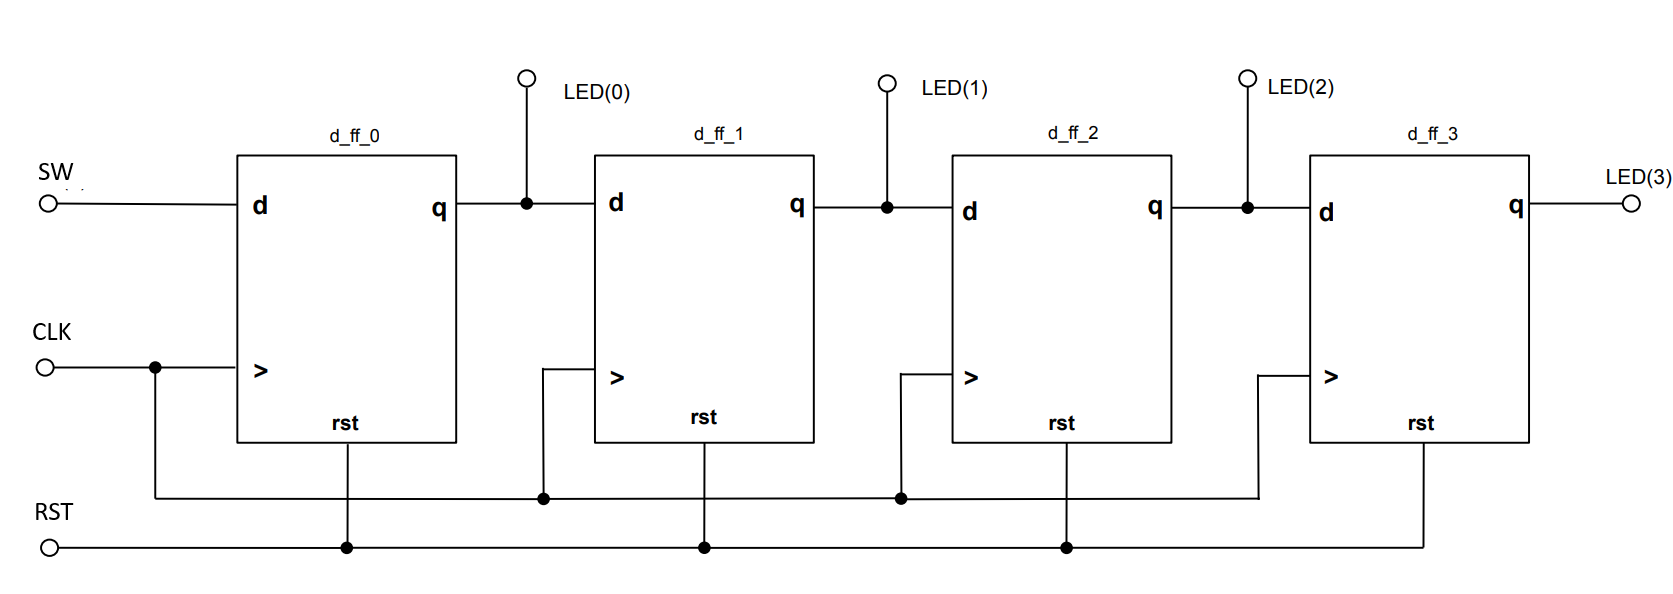 LED(0)
LED(1)
LED(2)
d_ff_0
d_ff_1
d_ff_2
d_ff_3
SW
LED(3)
d
q
d
q
d
q
d
q
CLK
>
>
>
>
rst
rst
rst
rst
RST